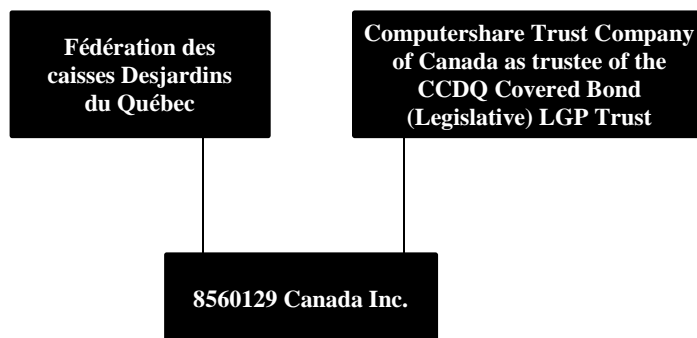 Fédération des
caisses Desjardins
du Québec
Computershare Trust Company
of Canada as trustee of the
CCDQ Covered Bond
(Legislative) LGP Trust
8560129 Canada Inc.